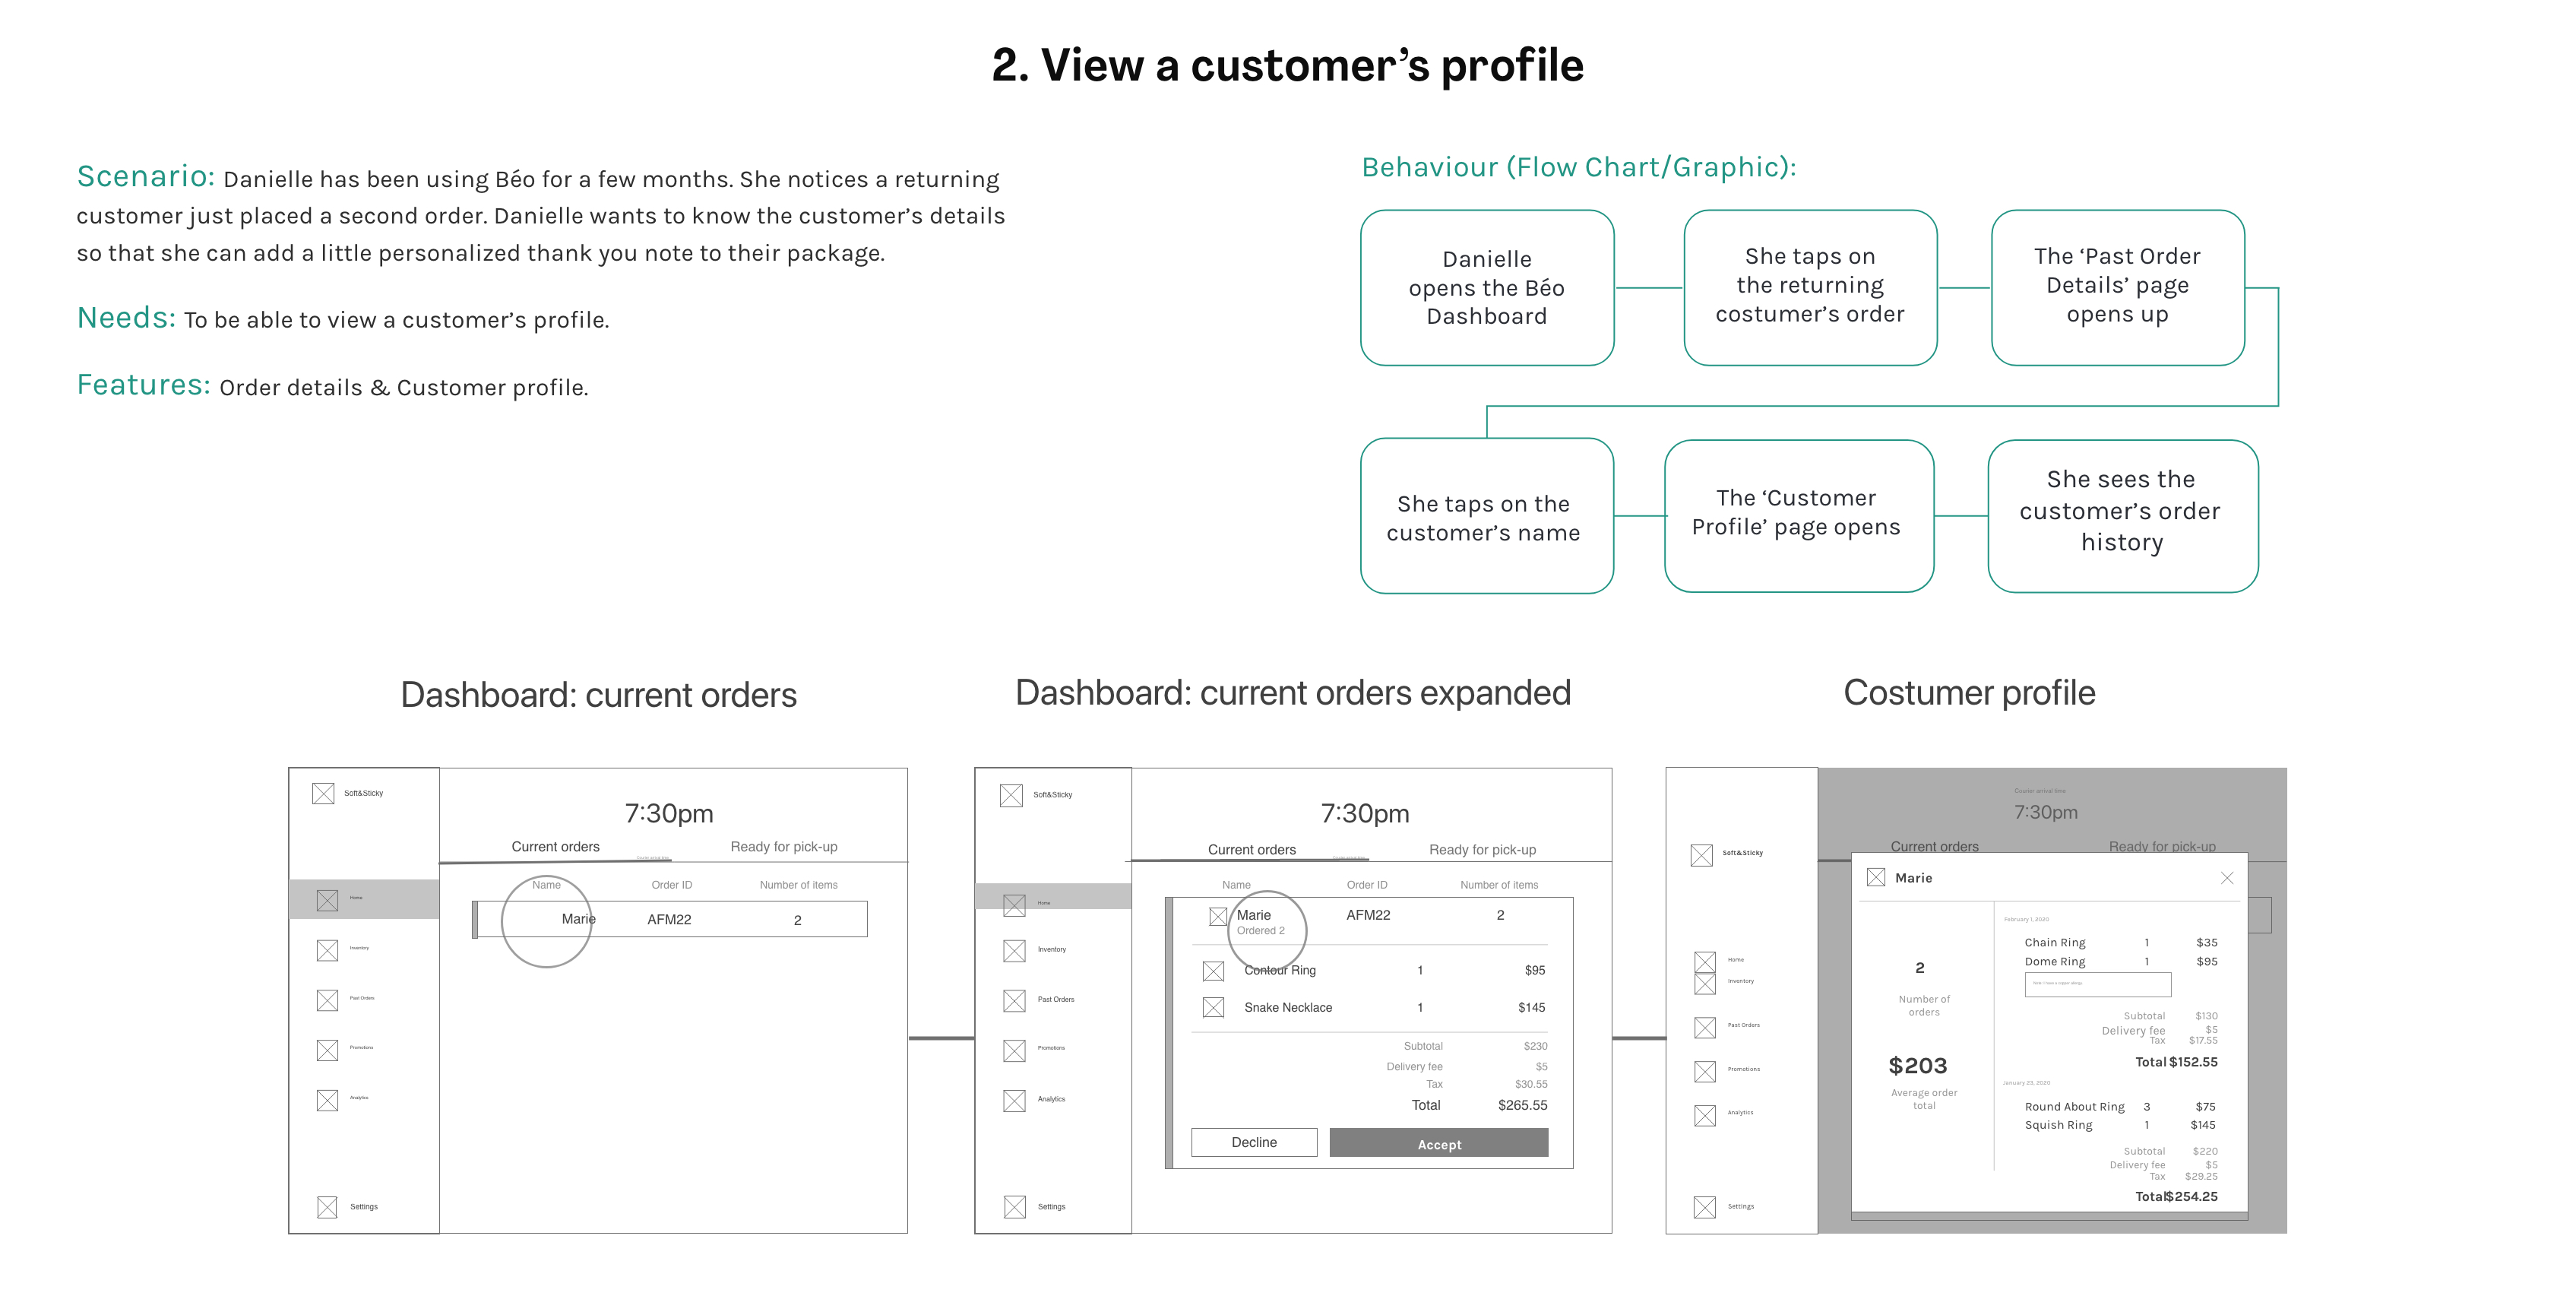 2. View a customer’s profile
Scenario: Danielle has been using Béo for a few months. She notices a returning
customer just placed a second order. Danielle wants to know the customer’s details
so that she can add a little personalized thank you note to their package.
Needs: To be able to view a customer’s profile.
Features: Order details & Customer profile.
Behaviour (Flow Chart/Graphic):
Danielle
opens the Béo
Dashboard
She taps on
the returning
costumer’s order
The ‘Past Order
Details’ page
opens up
She taps on the
customer’s name
The ‘Customer
Profile’ page opens
She sees the
customer’s order
history
Dashboard: current orders
Soft&Sticky
Home
Inventory
Past Orders
Promotions
Analytics
Settings
7:30pm
Current orders Ready for pick-up
Name Order ID Number of items
Marie AFM22 2
Dashboard: current orders expanded
Soft&Sticky
Home
Inventory
Past Orders
Promotions
Analytics
Settings
7:30pm
Current orders Ready for pick-up
Name Order ID Number of items
Marie AFM22 2
Ordered 2
Contour Ring 1 $95
Snake Necklace 1 $145
Subtotal $230
Delivery fee $5
Tax $30.55
Total $265.55
Decline Accept
Costumer profile
Soft&Sticky
Home
Inventory
Past Orders
Promotions
Analytics
Settings
Courier arrival time
7:30pm
Current orders Ready for pick-up
Marie
2
Number of
orders
$203
Average order
total
February 1, 2020
Chain Ring 1 $35
Dome Ring 1 $95
Subtotal $130
Delivery fee $5
Tax $17.55
Total $152.55
January 23, 2020
Round About Ring 3 $75
Squish Ring 1 $145
Subtotal $220
Delivery fee $5
Tax $29.25
Total $254.25